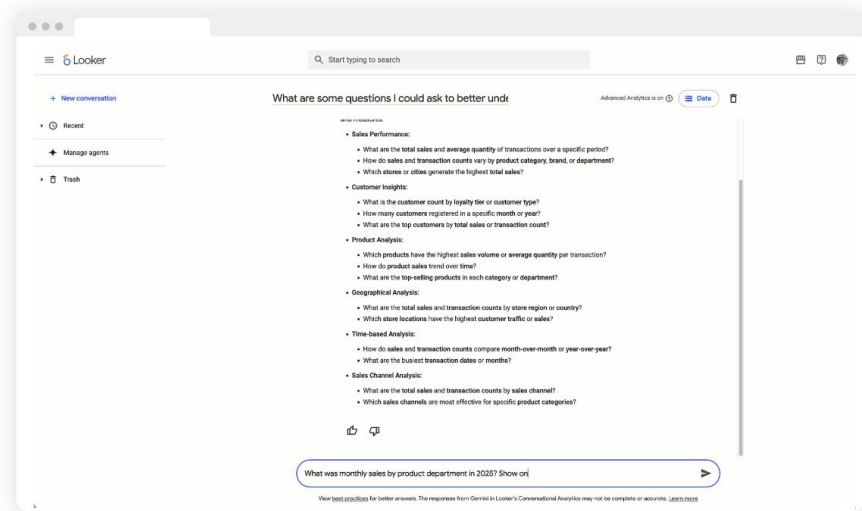 Looker
Start typing to search
+ New conversation
What are some questions I could ask to better unde
Advanced Analytics is on
Data
Recent
Manage agents
Trash
and measures:
• Sales Performance:
• What are the total sales and average quantity of transactions over a specific period?
• How do sales and transaction counts vary by product category, brand, or department?
• Which stores or cities generate the highest total sales?
• Customer Insights:
• What is the customer count by loyalty tier or customer type?
• How many customers registered in a specific month or year?
• What are the top customers by total sales or transaction count?
• Product Analysis:
• Which products have the highest sales volume or average quantity per transaction?
• How do product sales trend over time?
• What are the top-selling products in each category or department?
• Geographical Analysis:
• What are the total sales and transaction counts by store region or country?
• Which store locations have the highest customer traffic or sales?
• Time-based Analysis:
• How do sales and transaction counts compare month-over-month or year-over-year?
• What are the busiest transaction dates or months?
• Sales Channel Analysis:
• What are the total sales and transaction counts by sales channel?
• Which sales channels are most effective for specific product categories?
What was monthly sales by product department in 2025? Show on
View best practices for better answers. The responses from Gemini in Looker's Conversational Analytics may not be complete or accurate. Learn more